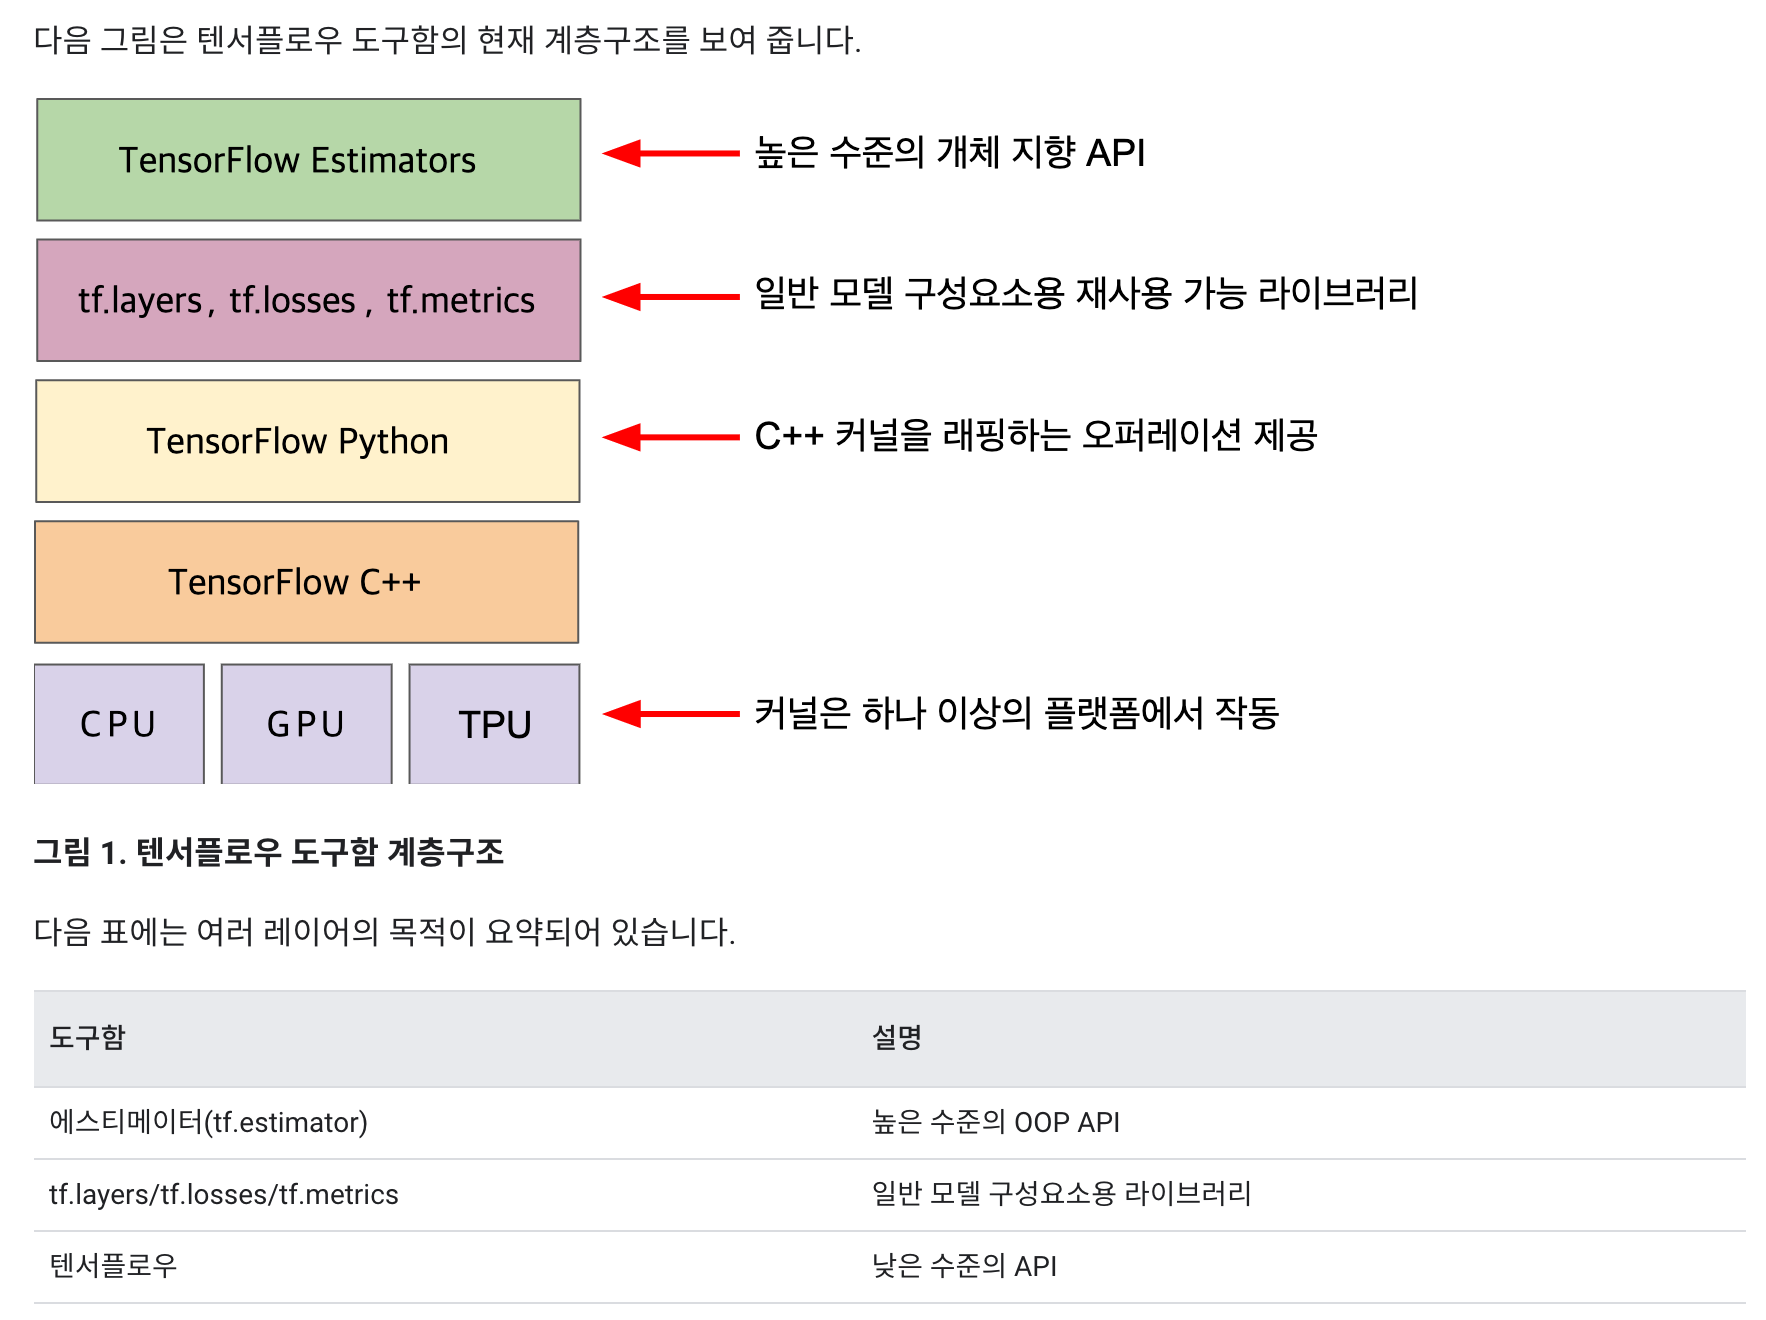 다음 그림은 텐서플로우 도구함의 현재 계층구조를 보여 줍니다.
TensorFlow Estimators
높은 수준의 개체 지향 API
tf.layers, tf.losses, tf.metrics
일반 모델 구성요소용 재사용 가능 라이브러리
TensorFlow Python
C++ 커널을 래핑하는 오퍼레이션 제공
TensorFlow C++
CPU GPU TPU
커널은 하나 이상의 플랫폼에서 작동
그림 1. 텐서플로우 도구함 계층구조
다음 표에는 여러 레이어의 목적이 요약되어 있습니다.
도구함 설명
에스티메이터(tf.estimator) 높은 수준의 OOP API
tf.layers/tf.losses/tf.metrics 일반 모델 구성요소용 라이브러리
텐서플로우 낮은 수준의 API